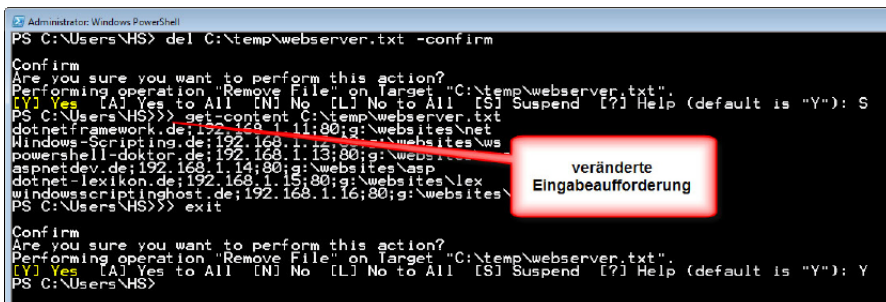 Administrator: Windows PowerShell
PS C:\Users\HS> del C:\temp\webserver.txt -confirm
Confirm
Are you sure you want to perform this action?
Performing operation "Remove File" on Target "C:\temp\webserver.txt".
[Y] Yes [A] Yes to All [N] No [L] No to All [S] Suspend [?] Help (default is "Y"): S
PS C:\Users\HS>>> get-content C:\temp\webserver.txt
dotnetframework.de;192.168.1.11;80;g:\websites\net
Windows-Scripting.de;192.168.1.12;80;g:\websites\ws
powershell-doktor.de;192.168.1.13;80;g:\websites
aspnetdev.de;192.168.1.14;80;g:\websites\asp
dotnet-lexikon.de;192.168.1.15;80;g:\websites\lex
windowsscriptinghost.de;192.168.1.16;80;g:\websites\
PS C:\Users\HS>>> exit
veränderte
Eingabeaufforderung
Confirm
Are you sure you want to perform this action?
Performing operation "Remove File" on Target "C:\temp\webserver.txt".
[Y] Yes [A] Yes to All [N] No [L] No to All [S] Suspend [?] Help (default is "Y"): Y
PS C:\Users\HS>